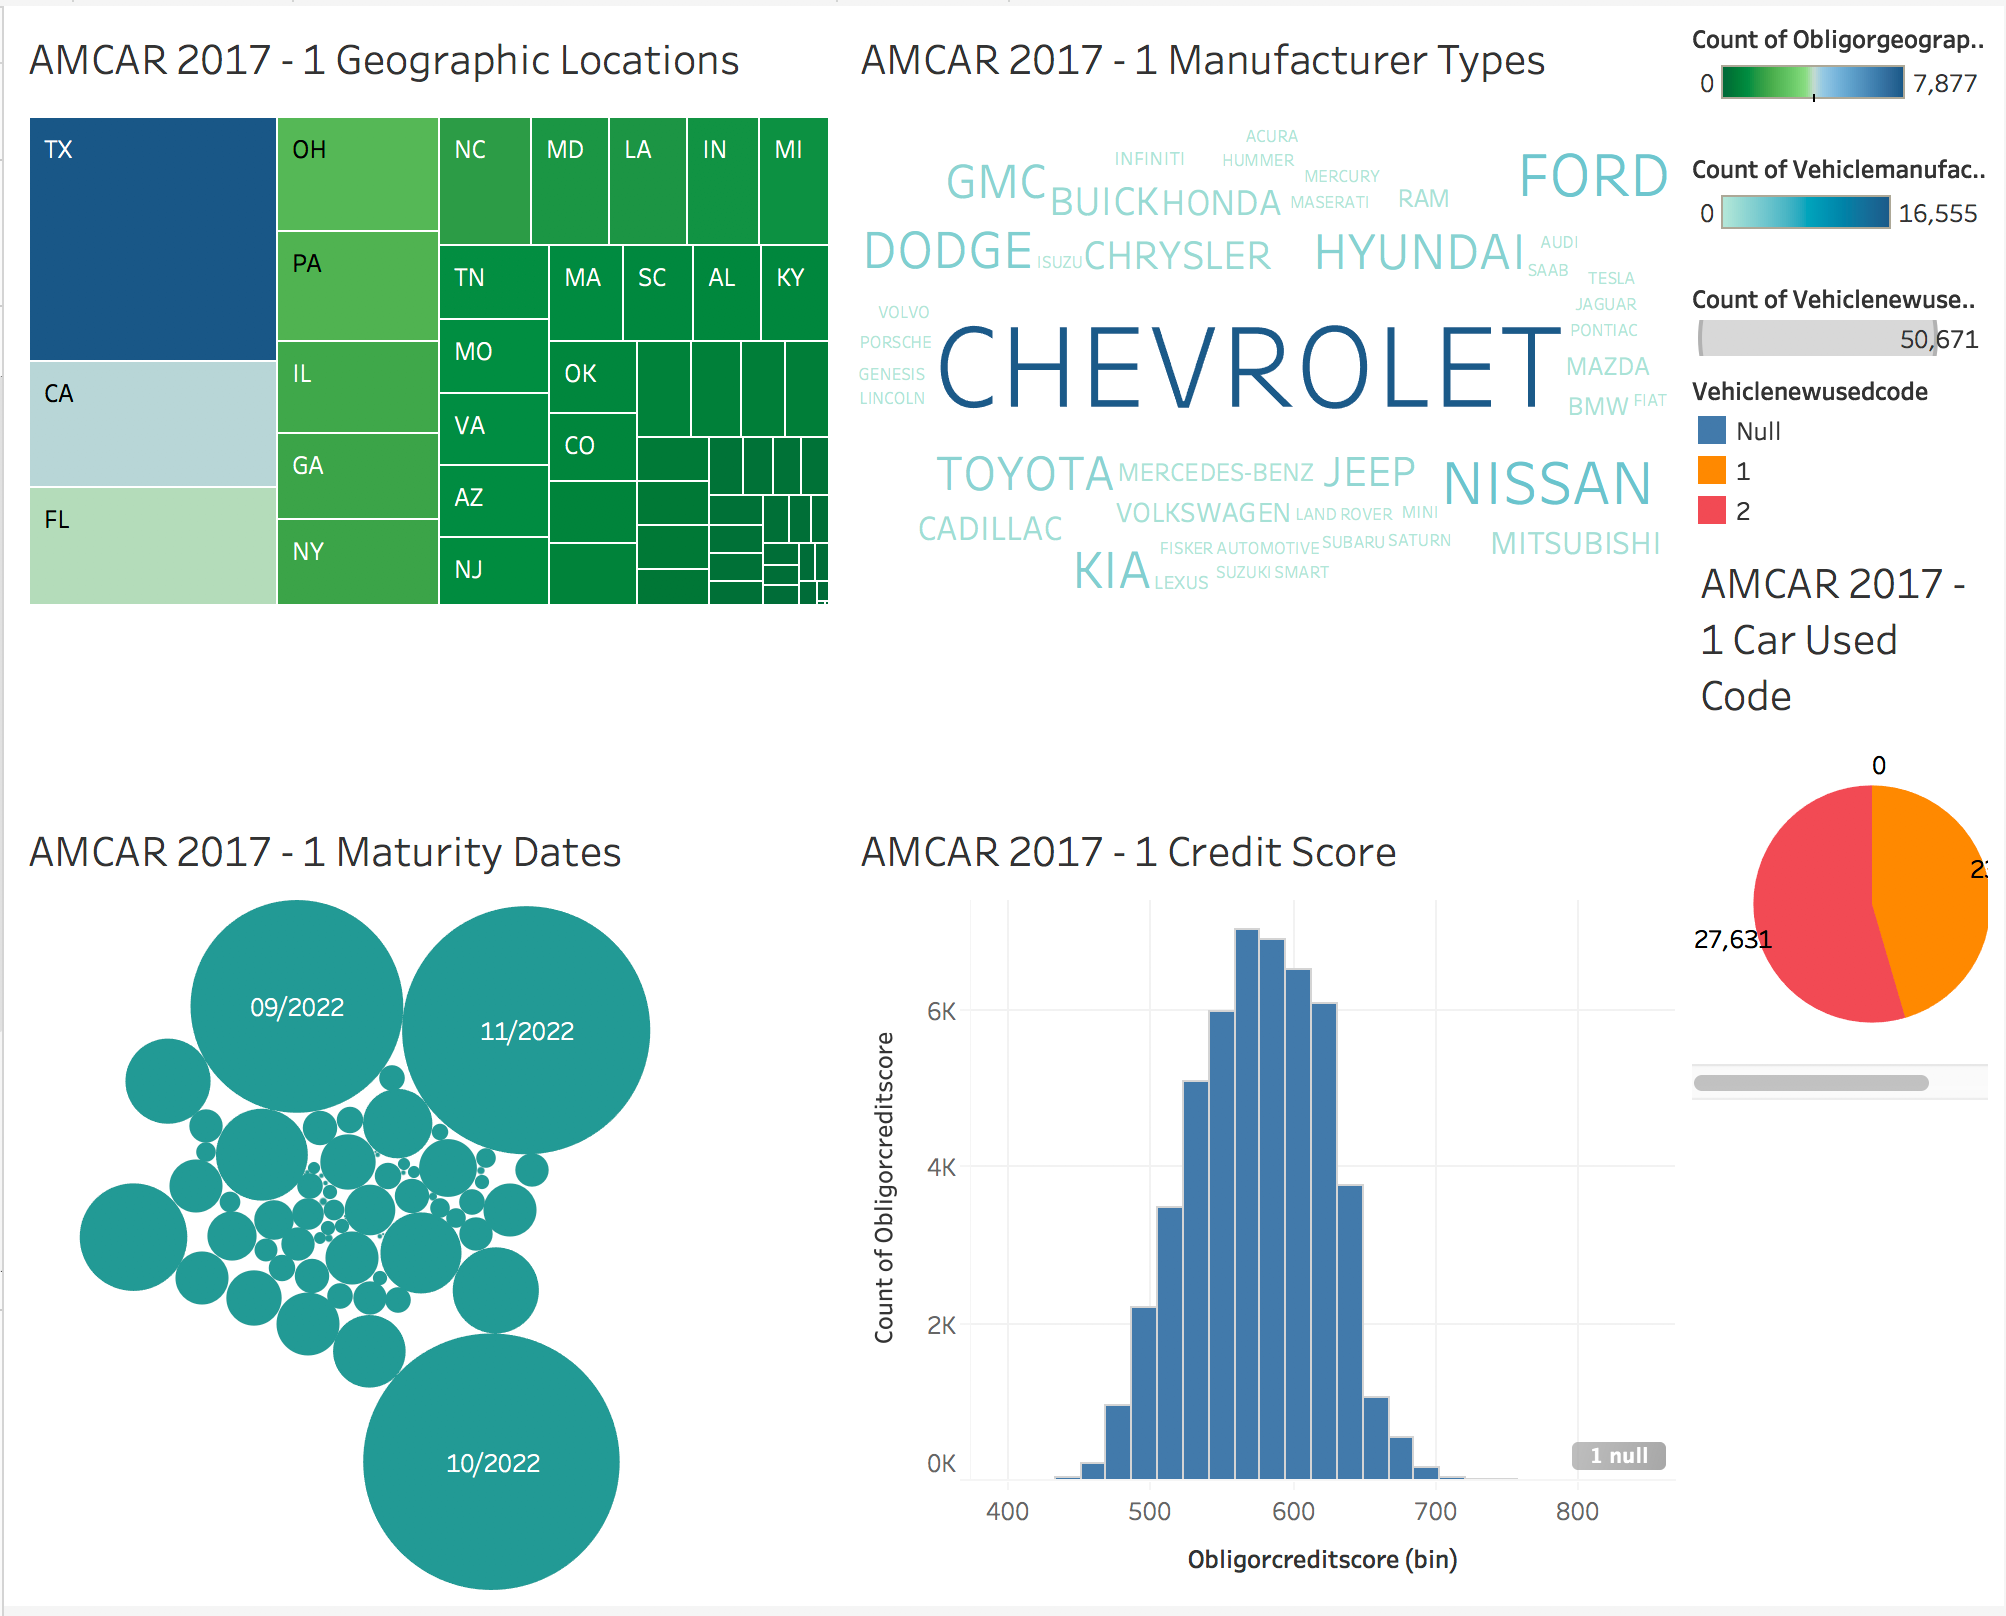 AMCAR 2017 - 1 Geographic Locations
TX
CA
FL
OH
PA
IL
GA
NY
NC
MD
LA
IN
MI
TN
MA
SC
AL
KY
MO
VA
AZ
NJ
OK
CO
AMCAR 2017 - 1 Manufacturer Types
ACURA
INFINITI
HUMMER
GMC
MERCURY
FORD
BUICK
HONDA
MASERATI
RAM
DODGE
ISUZU
CHRYSLER
HYUNDAI
AUDI
SAAB
TESLA
JAGUAR
VOLVO
PORSCHE
GENESIS
LINCOLN
CHEVROLET
PONTIAC
MAZDA
BMW
FIAT
TOYOTA
MERCEDES-BENZ
JEEP
NISSAN
CADILLAC
VOLKSWAGEN
LAND ROVER
MINI
FISKER AUTOMOTIVE
SUBARU
SATURN
MITSUBISHI
KIA
LEXUS
SUZUKI
SMART
Count of Obligorgeograp..
0
7,877
Count of Vehiclemanufac..
0
16,555
Count of Vehiclenewuse..
50,671
Vehiclenewusedcode
Null
1
2
AMCAR 2017 -
1 Car Used
Code
0
27,631
AMCAR 2017 - 1 Maturity Dates
09/2022
11/2022
10/2022
AMCAR 2017 - 1 Credit Score
Count of Obligorcreditscore
6K
4K
2K
0K
1 null
400
500
600
700
800
Obligorcreditscore (bin)